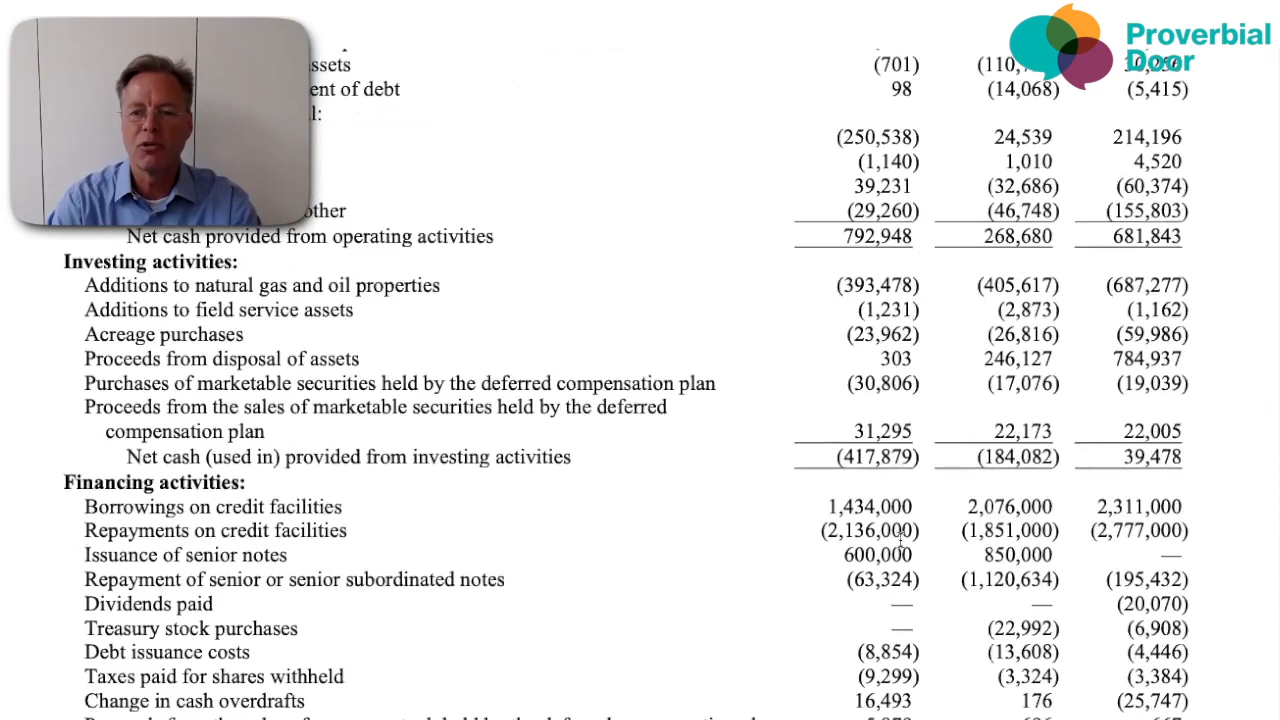 Proverbial
Door
ssets (701)
ent of debt 98 (14,068) (5,415)
l:
(250,538) 24,539 214,196
(1,140) 1,010 4,520
39,231 (32,686) (60,374)
other (29,260) (46,748) (155,803)
Net cash provided from operating activities 792,948 268,680 681,843
Investing activities:
Additions to natural gas and oil properties (393,478) (405,617) (687,277)
Additions to field service assets (1,231) (2,873) (1,162)
Acreage purchases (23,962) (26,816) (59,986)
Proceeds from disposal of assets 303 246,127 784,937
Purchases of marketable securities held by the deferred compensation plan (30,806) (17,076) (19,039)
Proceeds from the sales of marketable securities held by the deferred
compensation plan 31,295 22,173 22,005
Net cash (used in) provided from investing activities (417,879) (184,082) 39,478
Financing activities:
Borrowings on credit facilities 1,434,000 2,076,000 2,311,000
Repayments on credit facilities (2,136,000) (1,851,000) (2,777,000)
Issuance of senior notes 600,000 850,000 —
Repayment of senior or senior subordinated notes (63,324) (1,120,634) (195,432)
Dividends paid — — (20,070)
Treasury stock purchases — (22,992) (6,908)
Debt issuance costs (8,854) (13,608) (4,446)
Taxes paid for shares withheld (9,299) (3,324) (3,384)
Change in cash overdrafts 16,493 176 (25,747)